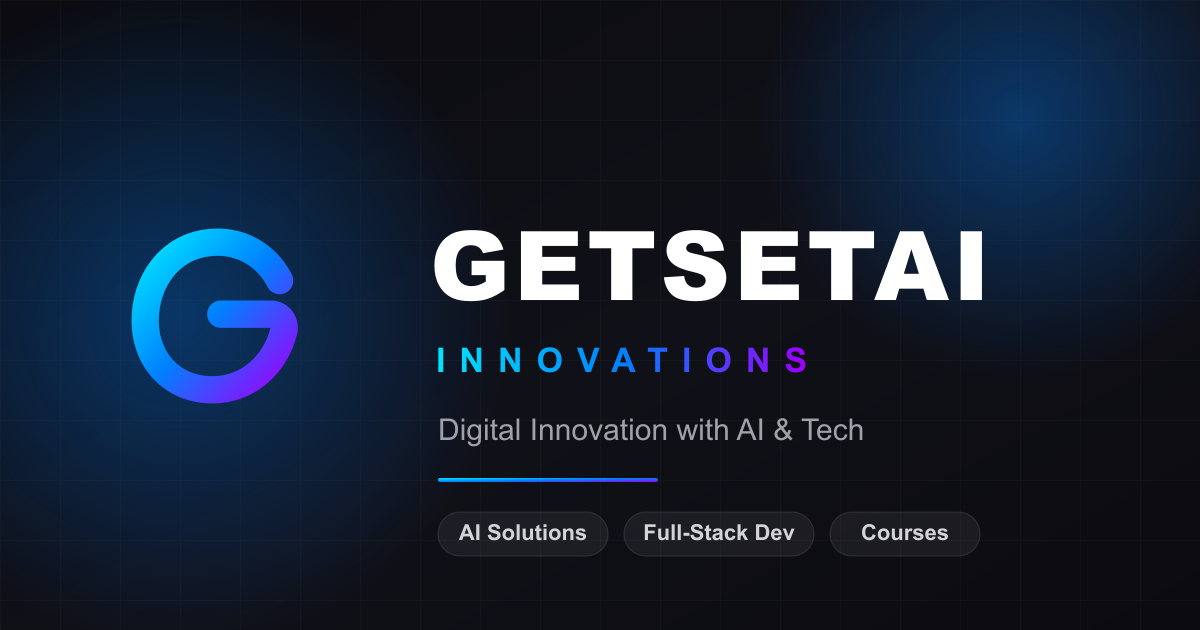 G
GETSETAI
INNOVATIONS
Digital Innovation with AI & Tech
AI Solutions
Full-Stack Dev
Courses